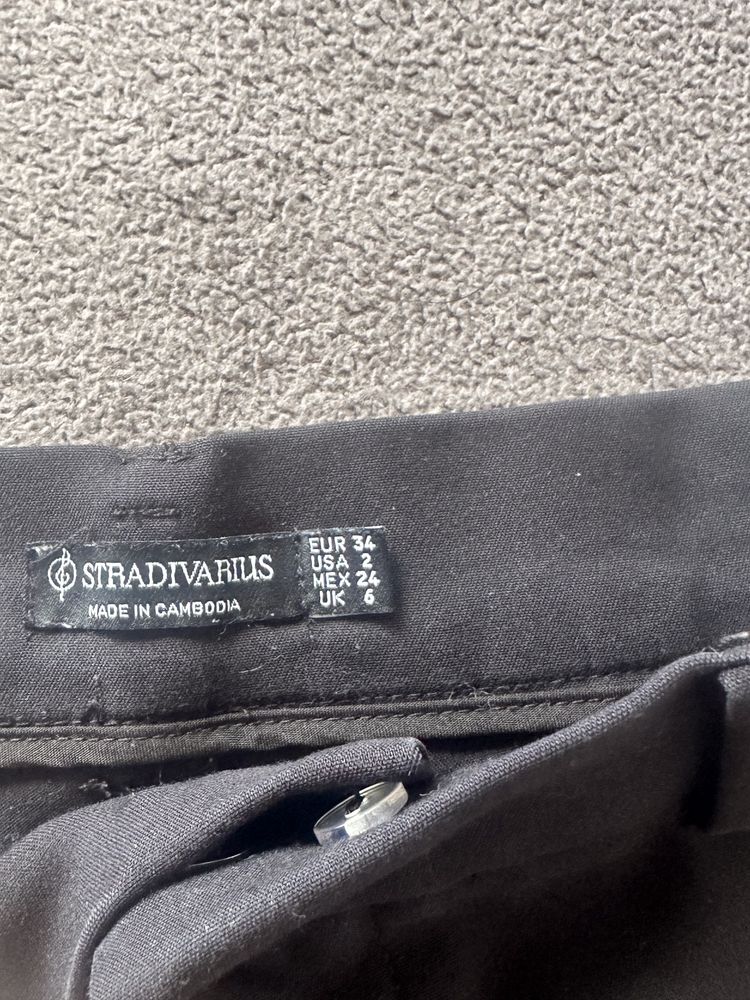 STRADIVARIUS
MADE IN CAMBODIA
EUR 34
USA 2
MEX 24
UK 6